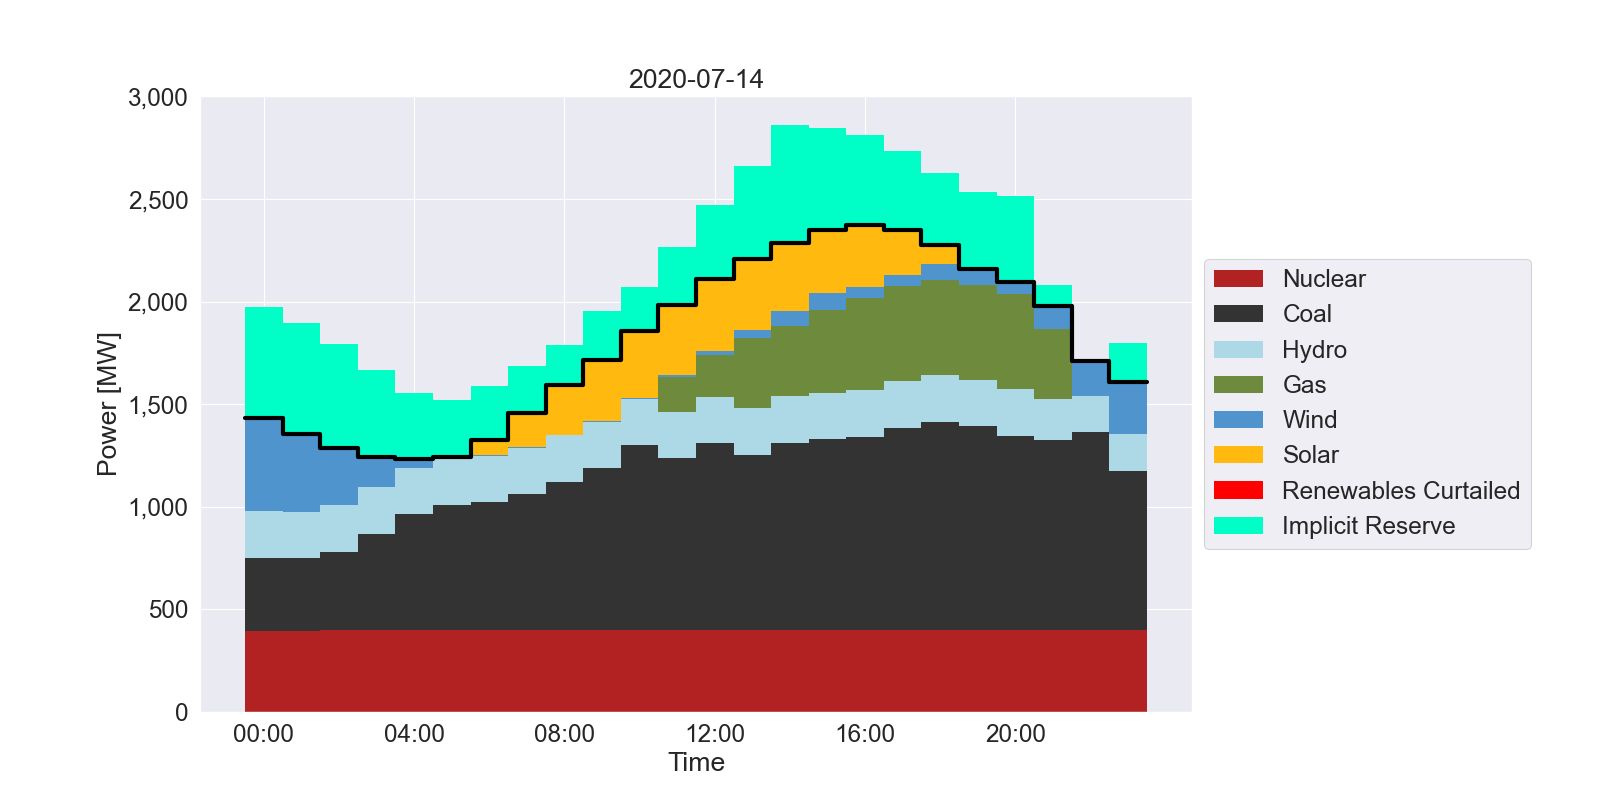 2020-07-14
Power [MW]
3,000
2,500
2,000
1,500
1,000
500
0
00:00 04:00 08:00 12:00 16:00 20:00
Time
Nuclear
Coal
Hydro
Gas
Wind
Solar
Renewables Curtailed
Implicit Reserve